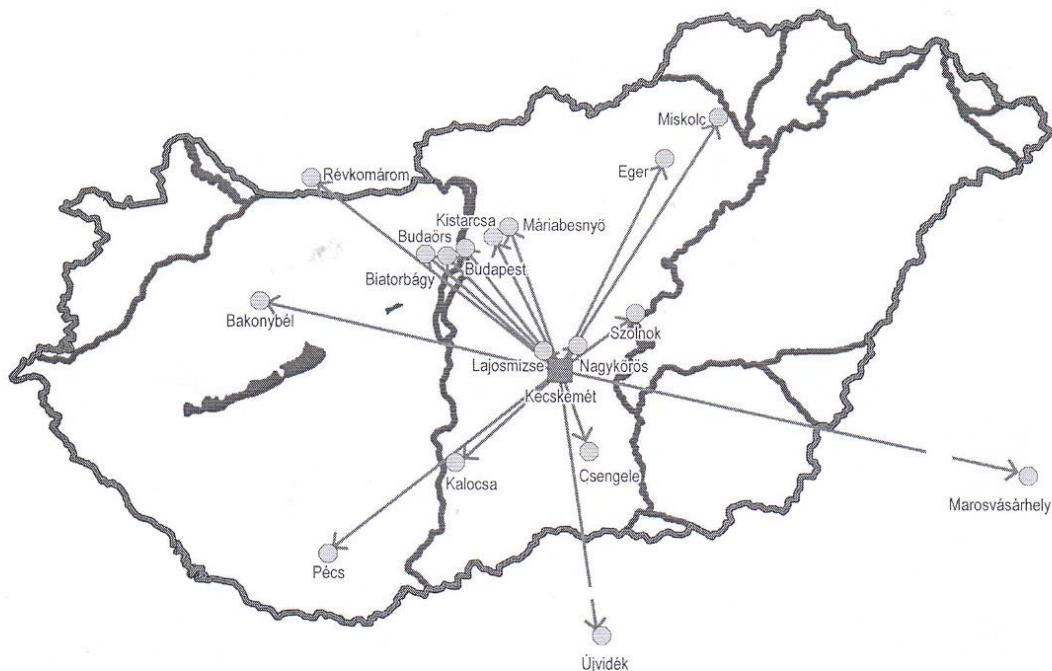 Miskolc
Eger
Révkomárom
Kistarcsa
Máriabesnyő
Budaörs
Budapest
Biatorbágy
Bakonybél
Szolnok
Lajosmizse
Nagykőrös
Kecskemét
Csengele
Kalocsa
Marosvásárhely
Pécs
Újvidék